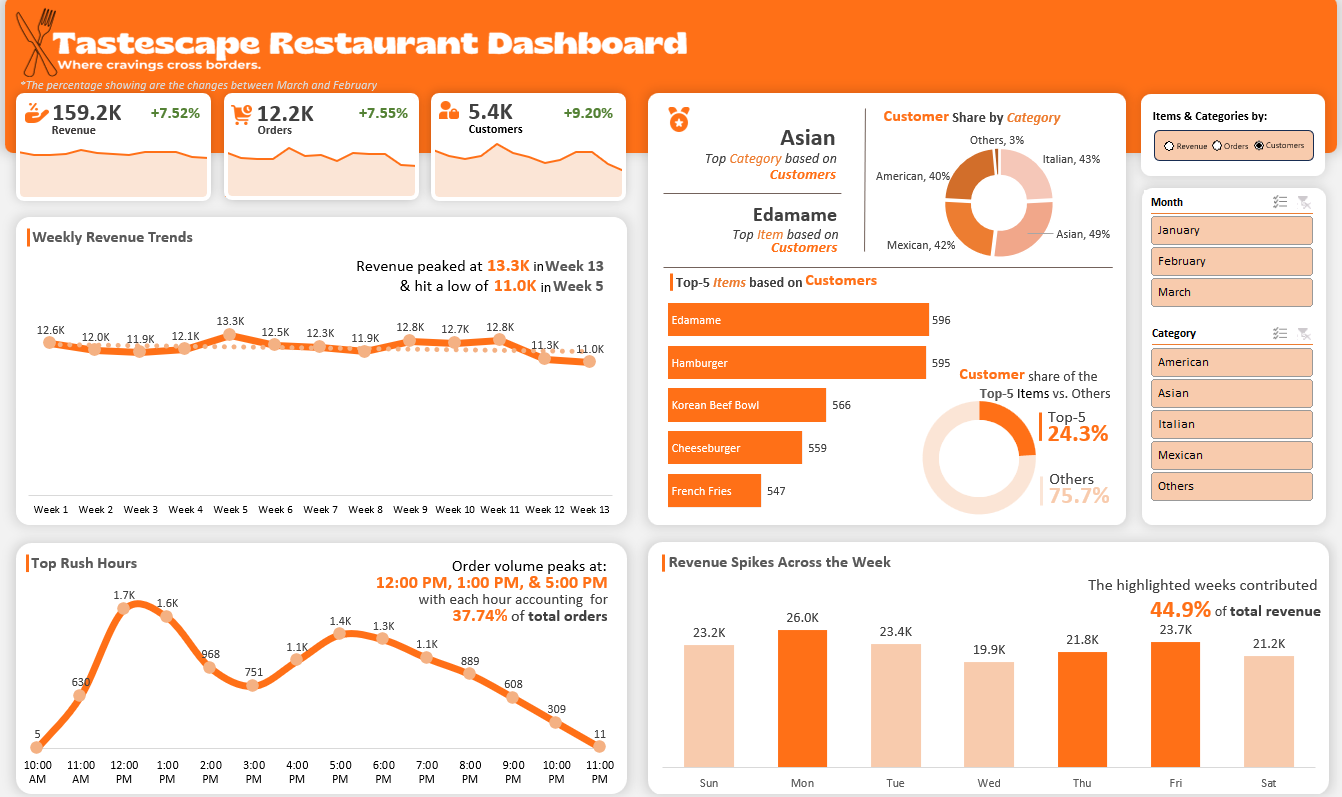 Tastescape Restaurant Dashboard
Where cravings cross borders.
*The percentage showing are the changes between March and February
159.2K
+7.52%
Revenue
12.2K
+7.55%
Orders
5.4K
+9.20%
Customers
Weekly Revenue Trends
Revenue peaked at 13.3K in Week 13
& hit a low of 11.0K in Week 5
12.6K
12.0K
11.9K
12.1K
13.3K
12.5K
12.3K
11.9K
12.8K
12.7K
12.8K
11.3K
11.0K
Week 1
Week 2
Week 3
Week 4
Week 5
Week 6
Week 7
Week 8
Week 9
Week 10
Week 11
Week 12
Week 13
Asian
Top Category based on
Customers
Edamame
Top Item based on
Customers
Customer Share by Category
Others, 3%
Italian, 43%
American, 40%
Asian, 49%
Mexican, 42%
Top-5 Items based on Customers
Edamame
596
Hamburger
595
Korean Beef Bowl
566
Cheeseburger
559
French Fries
547
Customer share of the
Top-5 Items vs. Others
Top-5
24.3%
Others
75.7%
Items & Categories by:
Revenue
Orders
Customers
Month
January
February
March
Category
American
Asian
Italian
Mexican
Others
Top Rush Hours
Order volume peaks at:
12:00 PM, 1:00 PM, & 5:00 PM
with each hour accounting for
37.74% of total orders
5
630
1.7K
1.6K
968
751
1.1K
1.4K
1.3K
1.1K
889
608
309
11
10:00 AM
11:00 AM
12:00 PM
1:00 PM
2:00 PM
3:00 PM
4:00 PM
5:00 PM
6:00 PM
7:00 PM
8:00 PM
9:00 PM
10:00 PM
11:00 PM
Revenue Spikes Across the Week
The highlighted weeks contributed
44.9% of total revenue
23.2K
26.0K
23.4K
19.9K
21.8K
23.7K
21.2K
Sun
Mon
Tue
Wed
Thu
Fri
Sat